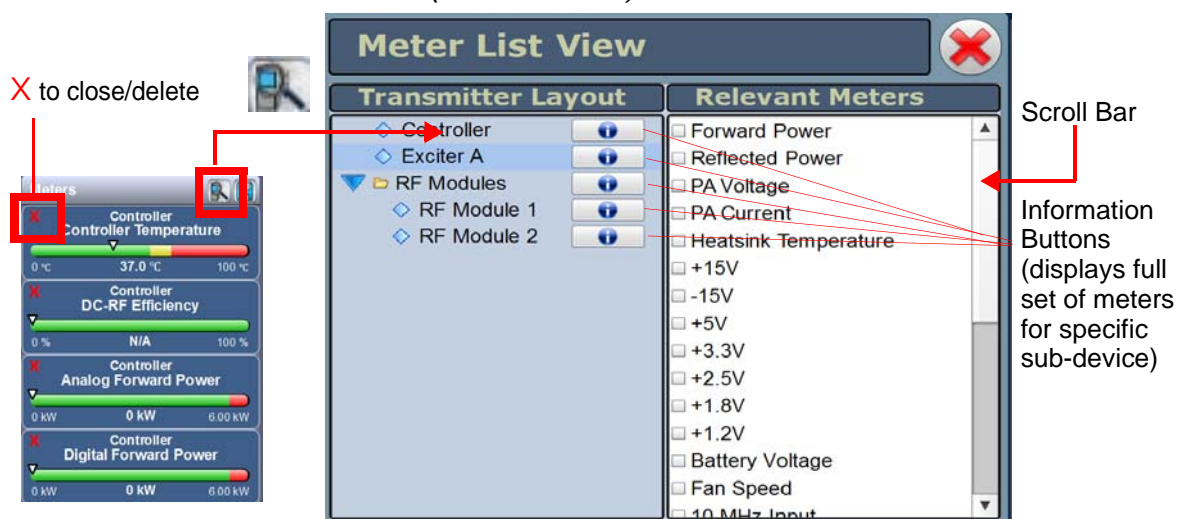 Meter List View
X to close/delete
Transmitter Layout
Relevant Meters
Controller
Exciter A
RF Modules
RF Module 1
RF Module 2
Forward Power
Reflected Power
PA Voltage
PA Current
Heatsink Temperature
+15V
-15V
+5V
+3.3V
+2.5V
+1.8V
+1.2V
Battery Voltage
Fan Speed
10 MHz Input
Scroll Bar
Information
Buttons
(displays full
set of meters
for specific
sub-device)
Meters
X Controller
Controller Temperature
0 °C 37.0 °C 100 °C
X Controller
DC-RF Efficiency
0 % N/A 100 %
X Controller
Analog Forward Power
0 kW 0 kW 6.00 kW
X Controller
Digital Forward Power
0 kW 0 kW 6.00 kW